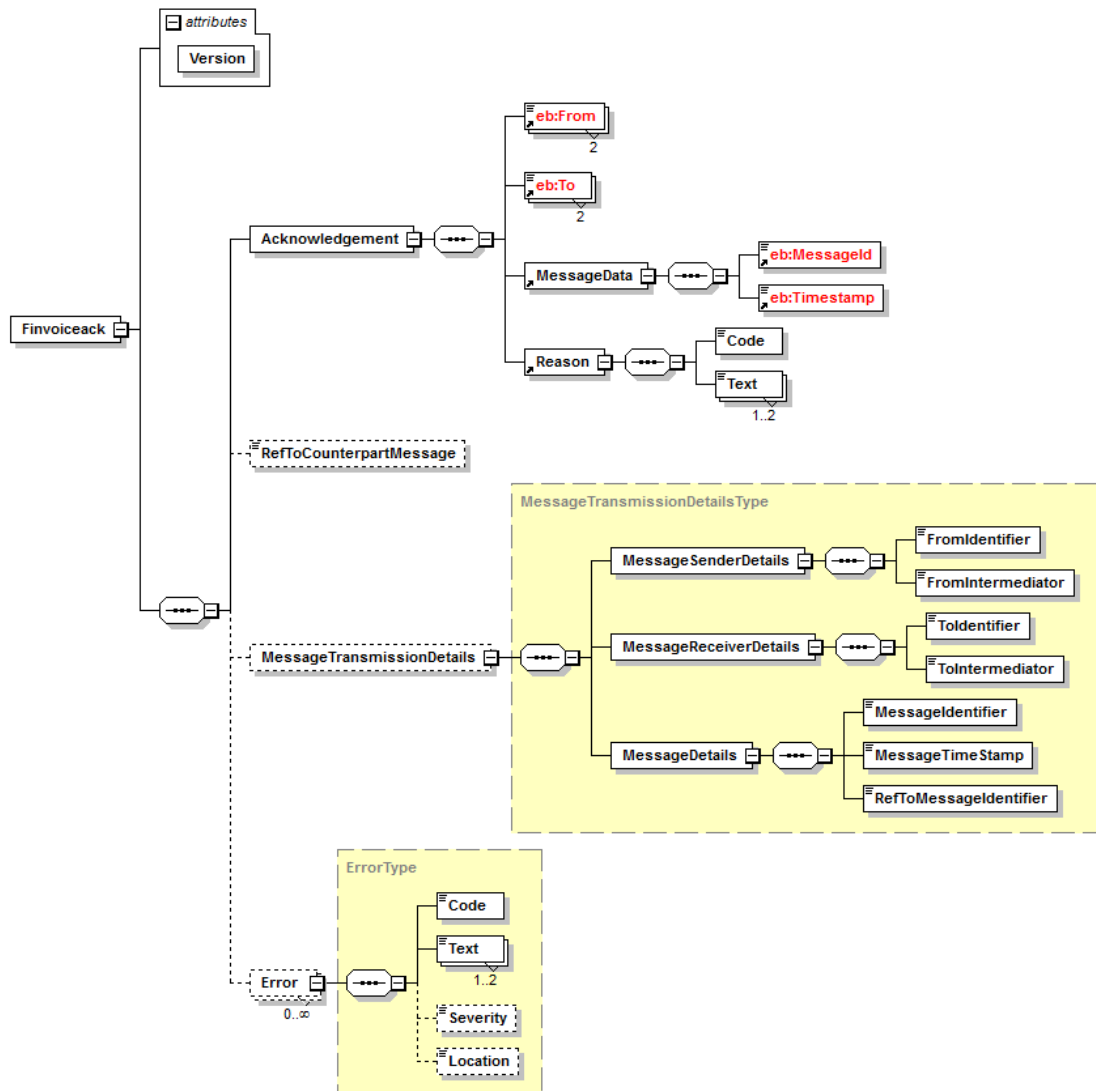 attributes
Version
eb:From
2
eb:To
2
Acknowledgement
MessageData
eb:MessageId
eb:Timestamp
Finvoiceack
Reason
Code
Text
1..2
RefToCounterpartMessage
MessageTransmissionDetailsType
MessageSenderDetails
FromIdentifier
FromIntermediator
MessageTransmissionDetails
MessageReceiverDetails
ToIdentifier
ToIntermediator
MessageDetails
MessageIdentifier
MessageTimeStamp
RefToMessageIdentifier
ErrorType
Error
0..∞
Code
Text
1..2
Severity
Location